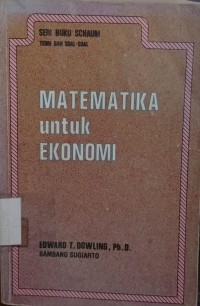 SERI BUKU SCHAUM
TEORI DAN SOAL-SOAL
MATEMATIKA
untuk
EKONOMI
EDWARD T. DOWLING, Ph.D.
BAMBANG SUGIARTO